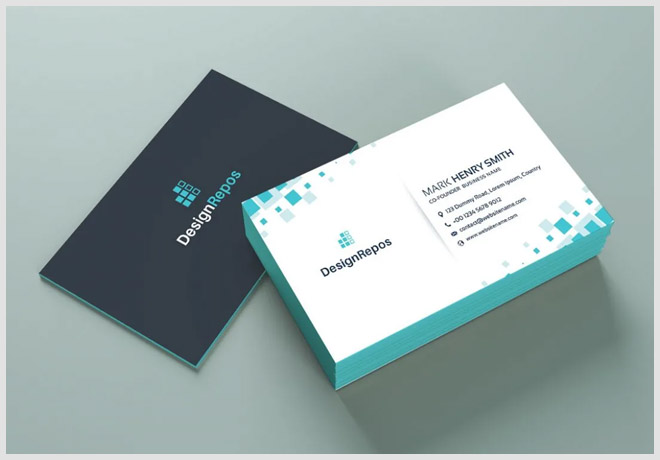 DesignRepos
DesignRepos
MARK HENRY SMITH
CO-FOUNDER BUSINESS NAME
123 Dummy Road, Lorem Ipsum, Country
+00 1234 5678 9012
contact@websitename.com
www.websitename.com